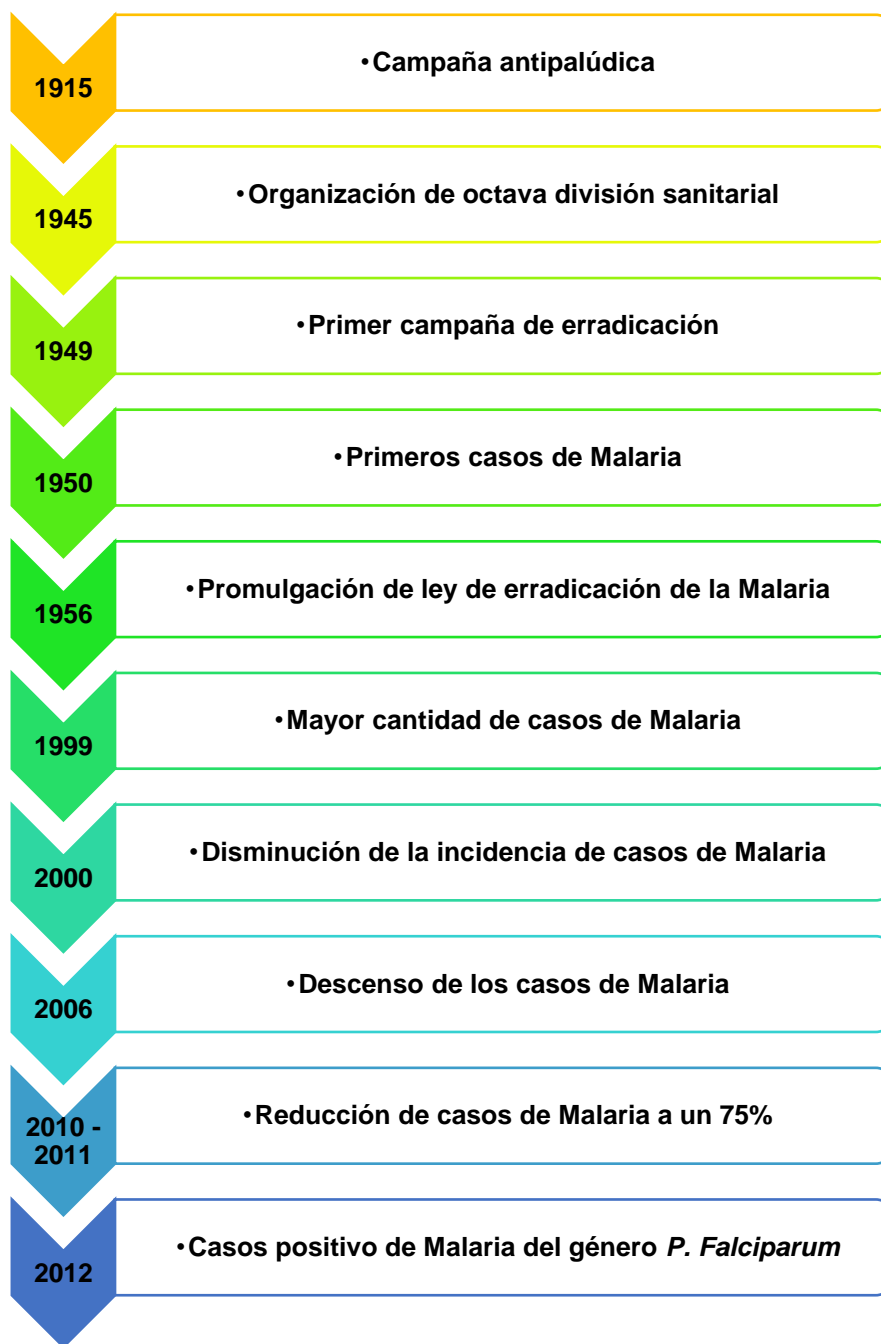 1915
•Campaña antipalúdica
1945
•Organización de octava división sanitarial
1949
•Primer campaña de erradicación
1950
•Primeros casos de Malaria
1956
•Promulgación de ley de erradicación de la Malaria
1999
•Mayor cantidad de casos de Malaria
2000
•Disminución de la incidencia de casos de Malaria
2006
•Descenso de los casos de Malaria
2010 -
2011
•Reducción de casos de Malaria a un 75%
2012
•Casos positivo de Malaria del género P. Falciparum